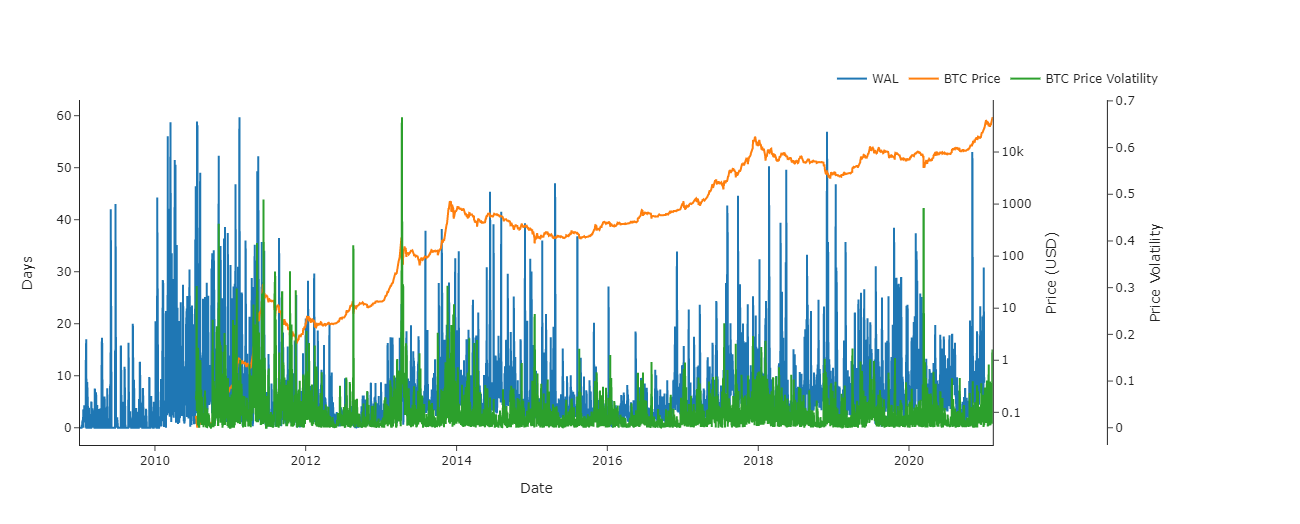 WAL BTC Price BTC Price Volatility
60
50
40
30
20
10
0
Days
10k
1000
100
10
1
0.1
Price (USD)
0.7
0.6
0.5
0.4
0.3
0.2
0.1
0
Price Volatility
2010 2012 2014 2016 2018 2020
Date